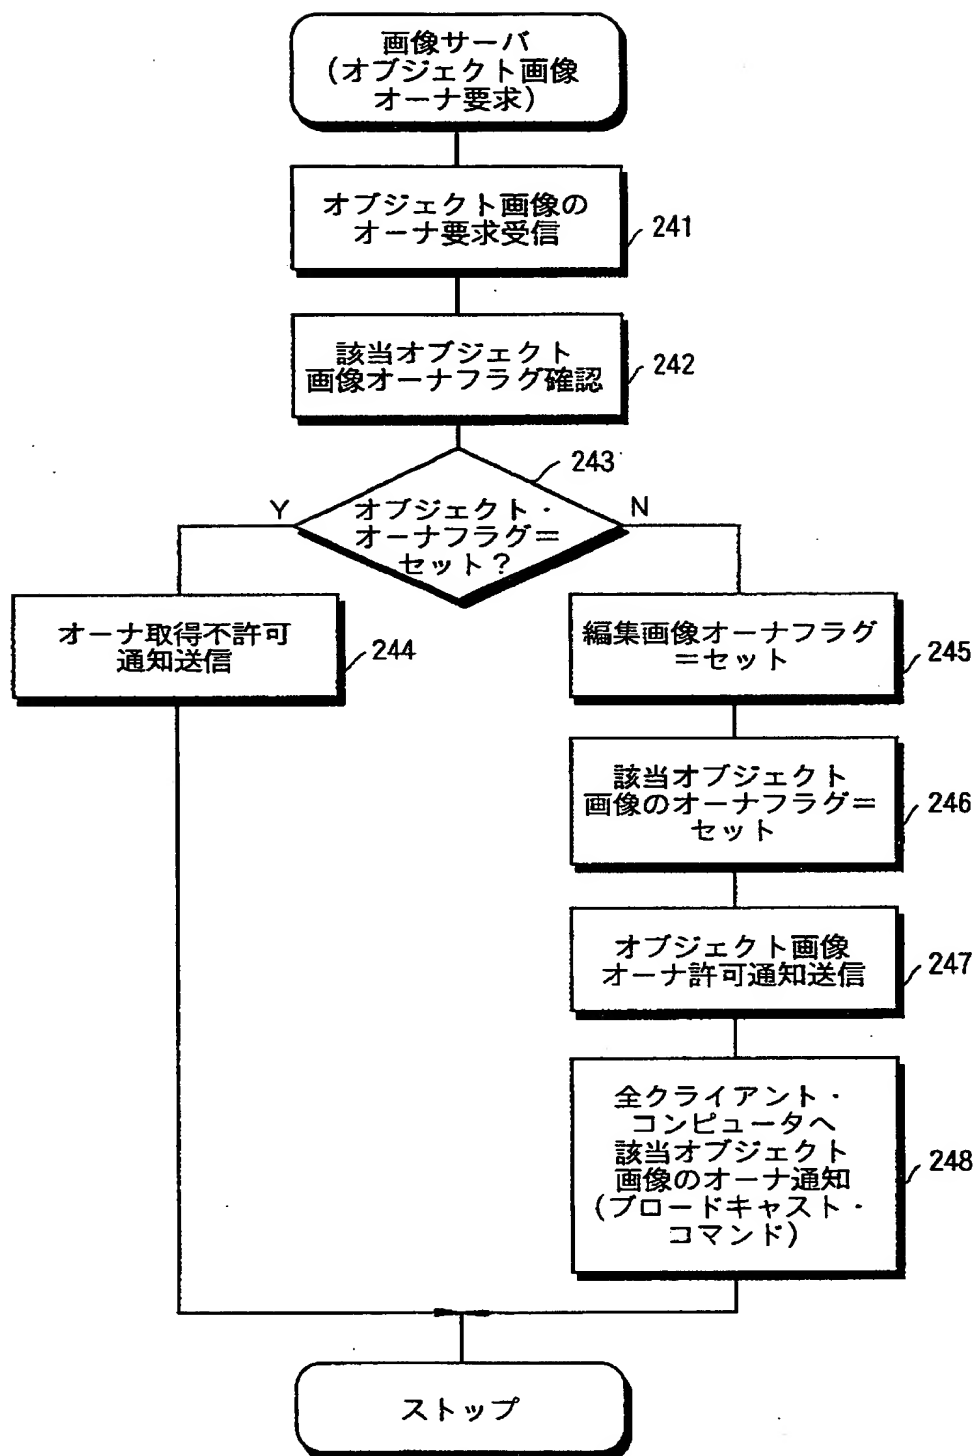 画像サーバ
(オブジェクト画像
オーナ要求)
オブジェクト画像の
オーナ要求受信
241
該当オブジェクト
画像オーナフラグ確認
242
243
Y
オブジェクト・
オーナフラグ＝
セット？
N
オーナ取得不許可
通知送信
244
編集画像オーナフラグ
＝セット
245
該当オブジェクト
画像のオーナフラグ＝
セット
246
オブジェクト画像
オーナ許可通知送信
247
全クライアント・
コンピュータへ
該当オブジェクト
画像のオーナ通知
(ブロードキャスト・
コマンド)
248
ストップ